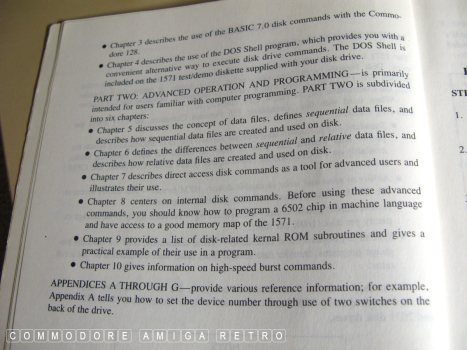 • Chapter 3 describes the use of the BASIC 7.0 disk commands with the Commo-
dore 128.
• Chapter 4 describes the use of the DOS Shell program, which provides you with a
convenient alternative way to execute disk drive commands. The DOS Shell is
included on the 1571 test/demo diskette supplied with your disk drive.
PART TWO: ADVANCED OPERATION AND PROGRAMMING—is primarily
intended for users familiar with computer programming. PART TWO is subdivided
into six chapters:
• Chapter 5 discusses the concept of data files, defines sequential data files, and
describes how sequential data files are created and used on disk.
• Chapter 6 defines the differences between sequential and relative data files, and
describes how relative data files are created and used on disk.
• Chapter 7 describes direct access disk commands as a tool for advanced users and
illustrates their use.
• Chapter 8 centers on internal disk commands. Before using these advanced
commands, you should know how to program a 6502 chip in machine language
and have access to a good memory map of the 1571.
• Chapter 9 provides a list of disk-related kernal ROM subroutines and gives a
practical example of their use in a program.
• Chapter 10 gives information on high-speed burst commands.
APPENDICES A THROUGH G—provide various reference information; for example,
Appendix A tells you how to set the device number through use of two switches on
the back of the drive.
STE
1.
2.
COMMODORE AMIGA RETRO